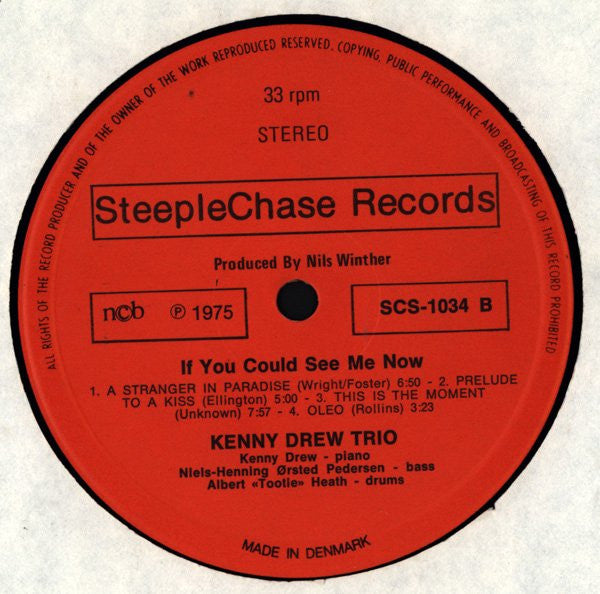 ALL RIGHTS OF THE RECORD PRODUCER AND OF THE OWNER OF THE WORK REPRODUCED RESERVED. COPYING, PUBLIC PERFORMANCE AND BROADCASTING OF THIS RECORD PROHIBITED
33 rpm
STEREO
SteepleChase Records
Produced By Nils Winther
ncb ℗ 1975
SCS-1034 B
If You Could See Me Now
1. A STRANGER IN PARADISE (Wright/Foster) 6:50 - 2. PRELUDE
TO A KISS (Ellington) 5:00 - 3. THIS IS THE MOMENT
(Unknown) 7:57 - 4. OLEO (Rollins) 3:23
KENNY DREW TRIO
Kenny Drew - piano
Niels-Henning Ørsted Pedersen - bass
Albert «Tootie» Heath - drums
MADE IN DENMARK